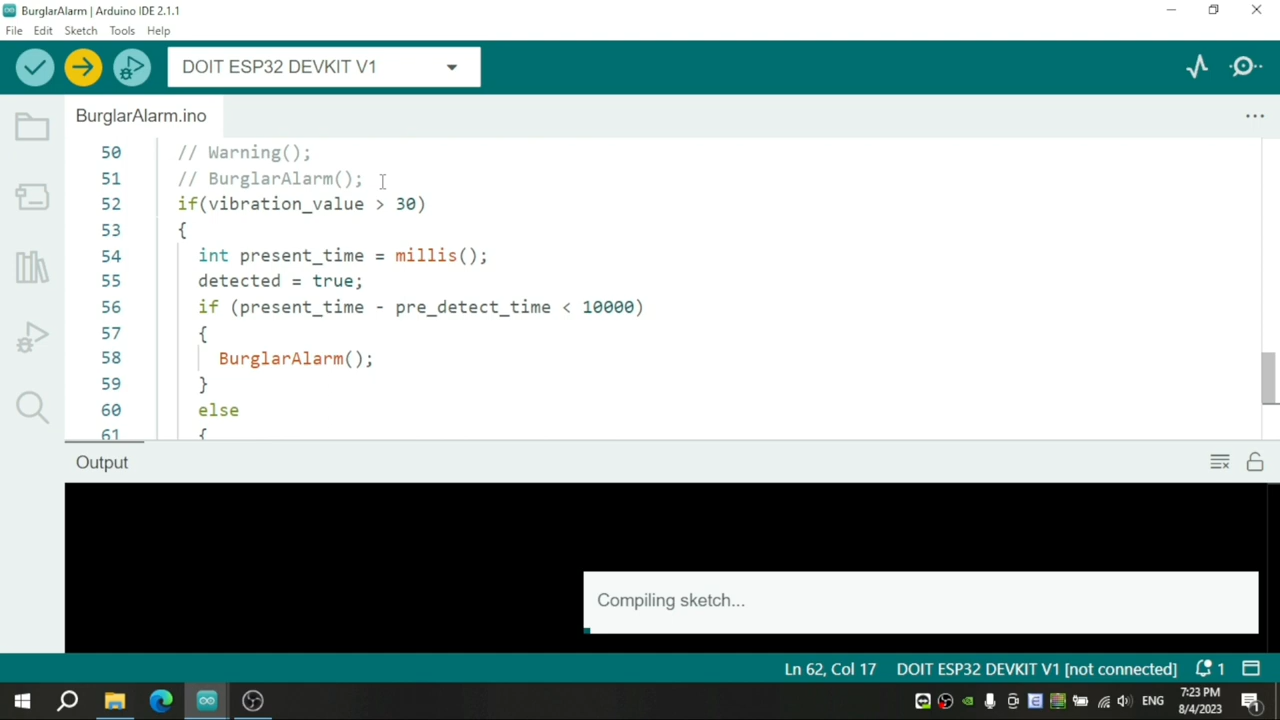 BurglarAlarm | Arduino IDE 2.1.1
File Edit Sketch Tools Help
DOIT ESP32 DEVKIT V1
BurglarAlarm.ino
50 // Warning();
51 // BurglarAlarm();
52 if(vibration_value > 30)
53 {
54 int present_time = millis();
55 detected = true;
56 if (present_time - pre_detect_time < 10000)
57 {
58 BurglarAlarm();
59 }
60 else
61 {
Output
Compiling sketch...
Ln 62, Col 17 DOIT ESP32 DEVKIT V1 [not connected] 1
ENG 7:23 PM
8/4/2023 1